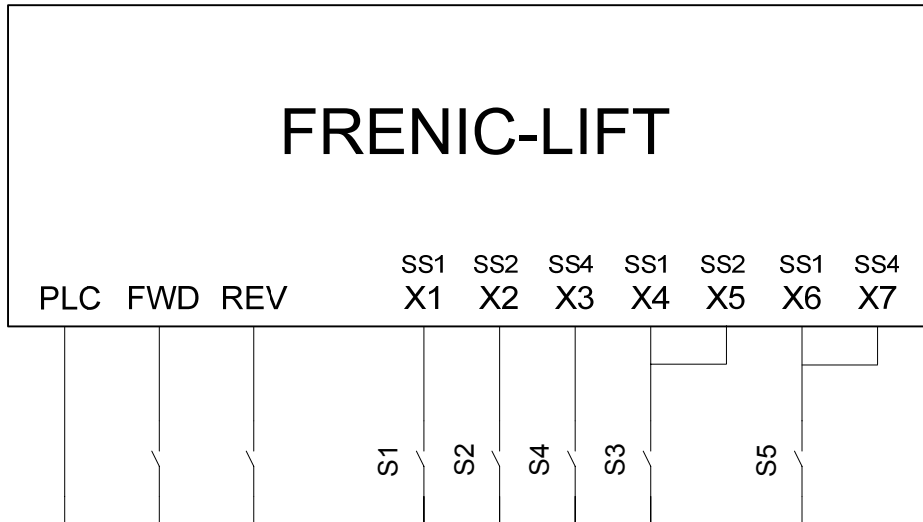 FRENIC-LIFT
SS1 SS2 SS4 SS1 SS2 SS1 SS4
PLC FWD REV X1 X2 X3 X4 X5 X6 X7
S1 S2 S4 S3 S5